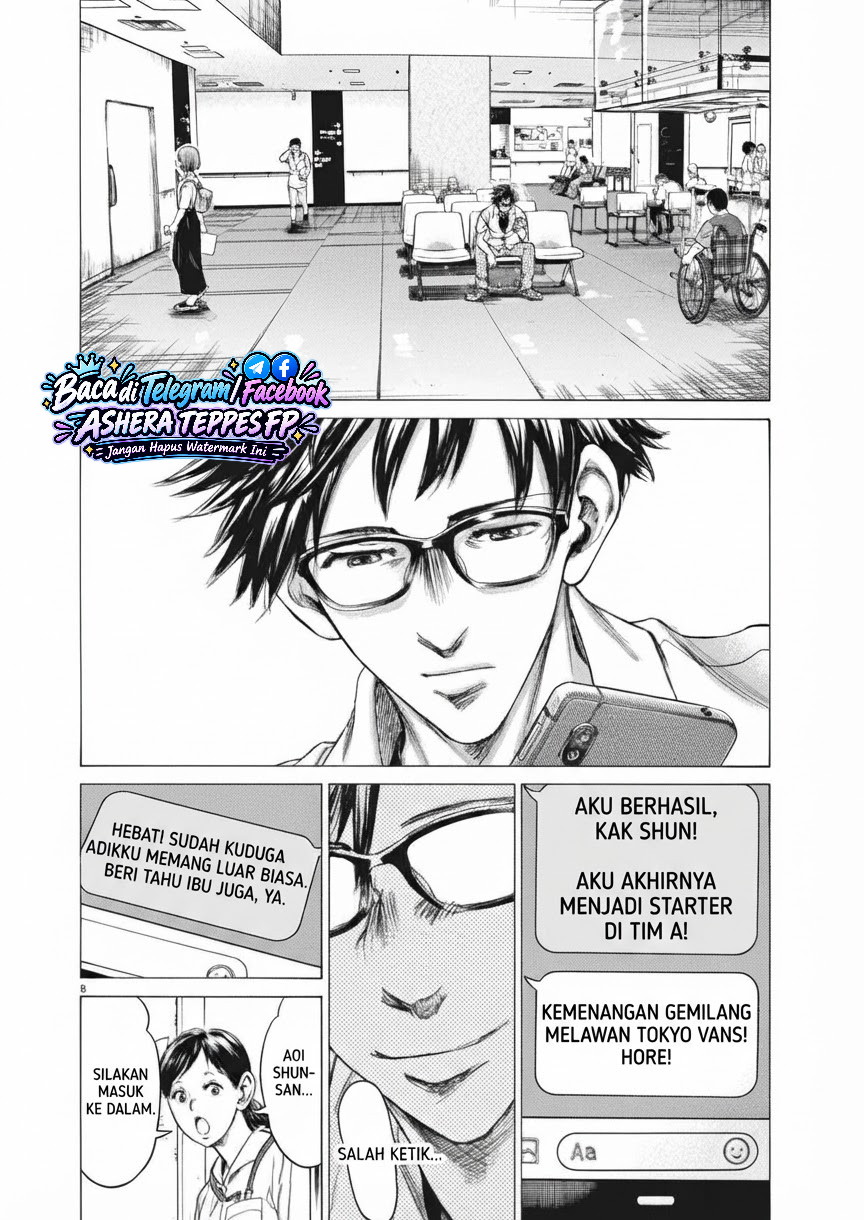 Baca di Telegram/Facebook
ASHERA TEPPES FP
Jangan Hapus Watermark Ini
AKU BERHASIL,
KAK SHUN!
AKU AKHIRNYA
MENJADI STARTER
DI TIM A!
KEMENANGAN GEMILANG
MELAWAN TOKYO VANS!
HORE!
Aa
SALAH KETIK...
HEBAT! SUDAH KUDUGA
ADIKKU MEMANG LUAR BIASA.
BERI TAHU IBU JUGA, YA.
8
AOI
SHUN-
SAN...
SILAKAN
MASUK
KE DALAM.